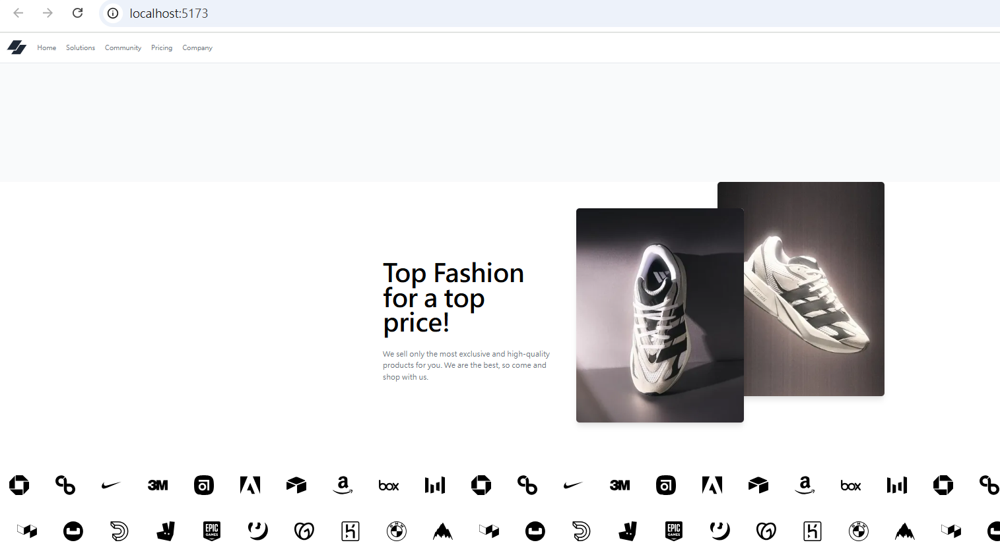 localhost:5173
Home Solutions Community Pricing Company
Top Fashion
for a top
price!
We sell only the most exclusive and high-quality
products for you. We are the best, so come and
shop with us.
3M a box 3M a box
EPIC GAMES BMW EPIC GAMES BMW